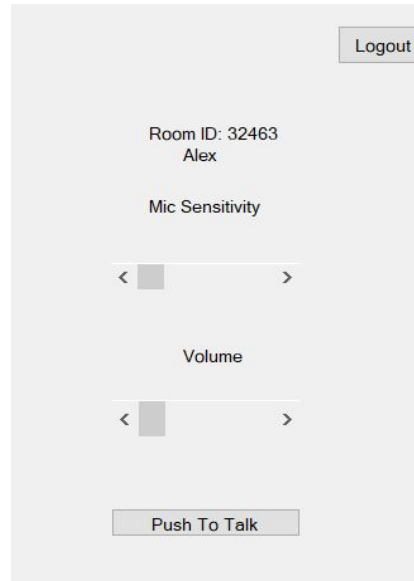 Logout
Room ID: 32463
Alex
Mic Sensitivity
Volume
Push To Talk